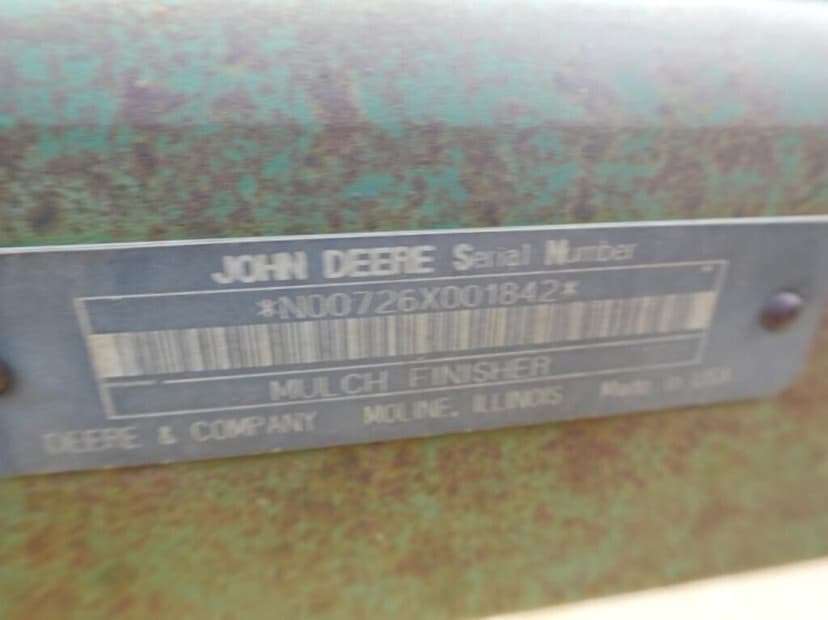 JOHN DEERE Serial Number
*N00726X001842*
MULCH FINISHER
DEERE & COMPANY MOLINE, ILLINOIS Made in USA